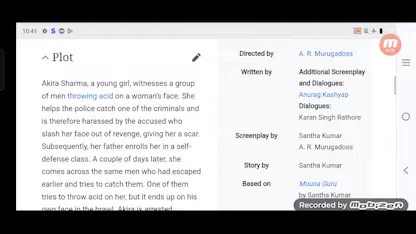 10:41
Plot
Akira Sharma, a young girl, witnesses a group
of men throwing acid on a woman's face. She
helps the police catch one of the criminals and
is therefore harassed by the accused who
slash her face out of revenge, giving her a scar.
Subsequently, her father enrolls her in a self-
defense class. A couple of days later, she
comes across the same men who had escaped
earlier and tries to catch them. One of them
tries to throw acid on her, but it ends up on his
own face in the brawl. Akira is arrested
Directed by A. R. Murugadoss
Written by Additional Screenplay
and Dialogues:
Anurag Kashyap
Dialogues:
Karan Singh Rathore
Screenplay by Santha Kumar
A. R. Murugadoss
Story by Santha Kumar
Based on Mouna Guru
by Santha Kumar
Recorded by Mobizen